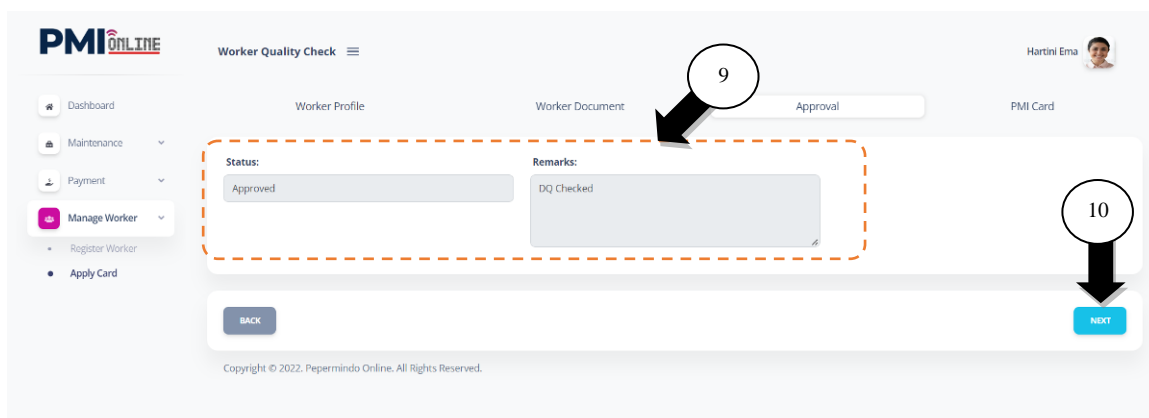 PMI ONLINE
Worker Quality Check
Hartini Ema
9
Dashboard
Maintenance
Payment
Manage Worker
Register Worker
Apply Card
Worker Profile
Worker Document
Approval
PMI Card
Status:
Remarks:
Approved
DQ Checked
10
BACK
NEXT
Copyright © 2022. Pepermindo Online. All Rights Reserved.